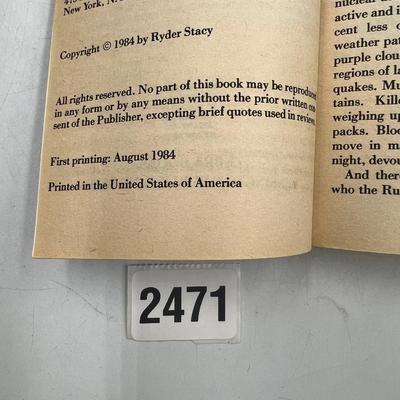 New York, N.
Copyright © 1984 by Ryder Stacy
All rights reserved. No part of this book may be reproduced
in any form or by any means without the prior written con-
sent of the Publisher, excepting brief quotes used in reviews.
First printing: August 1984
Printed in the United States of America
active and i
cent less
weather pat
purple clou
regions of la
quakes. Mu
tains. Kille
weighing up
packs. Bloo
move in ma
night, devou
And there
who the Ru
2471